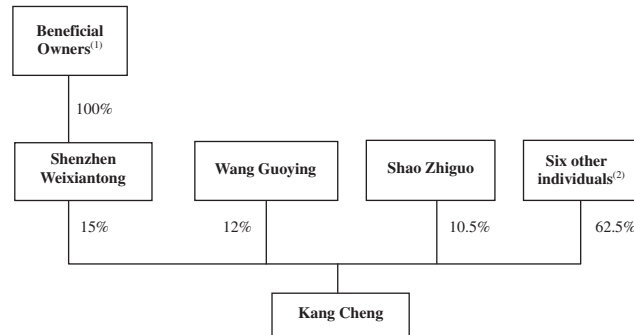 Beneficial
Owners(1)
100%
Shenzhen
Weixiantong
Wang Guoying
Shao Zhiguo
Six other
individuals(2)
15%
12%
10.5%
62.5%
Kang Cheng